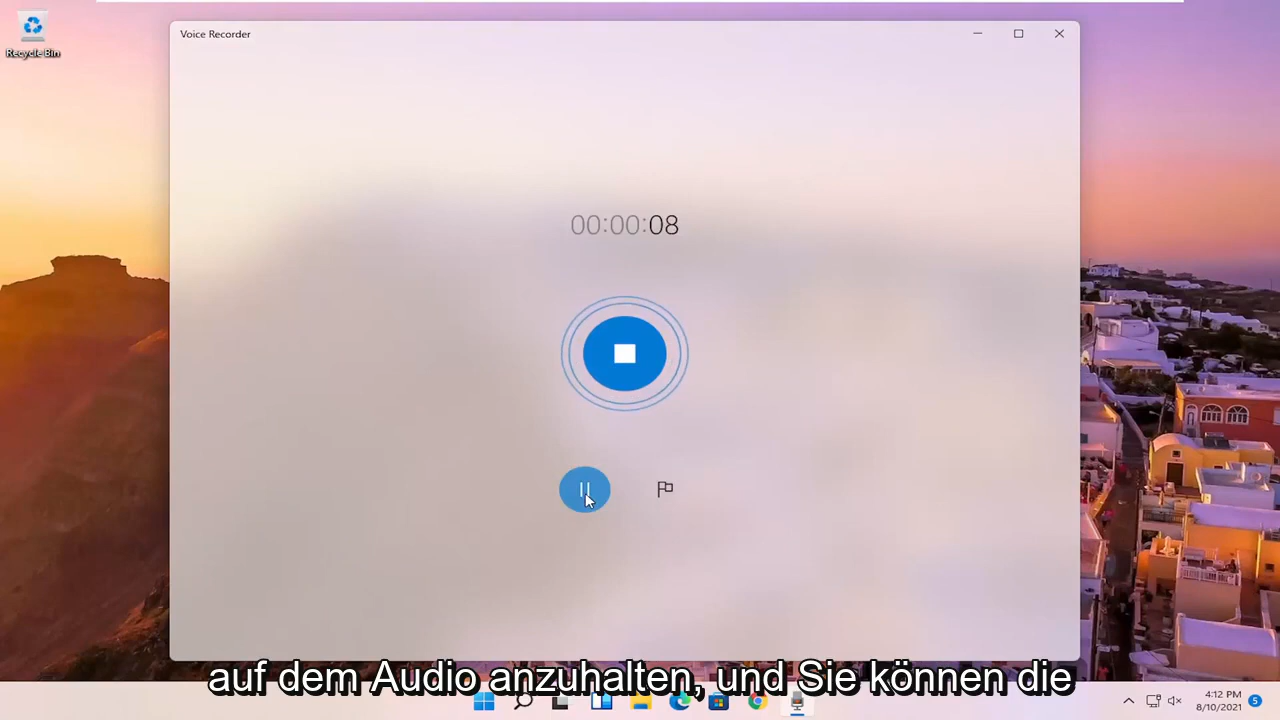 Recycle Bin
Voice Recorder
00:00:08
auf dem Audio anzuhalten, und Sie können die
4:12 PM
8/10/2021
5